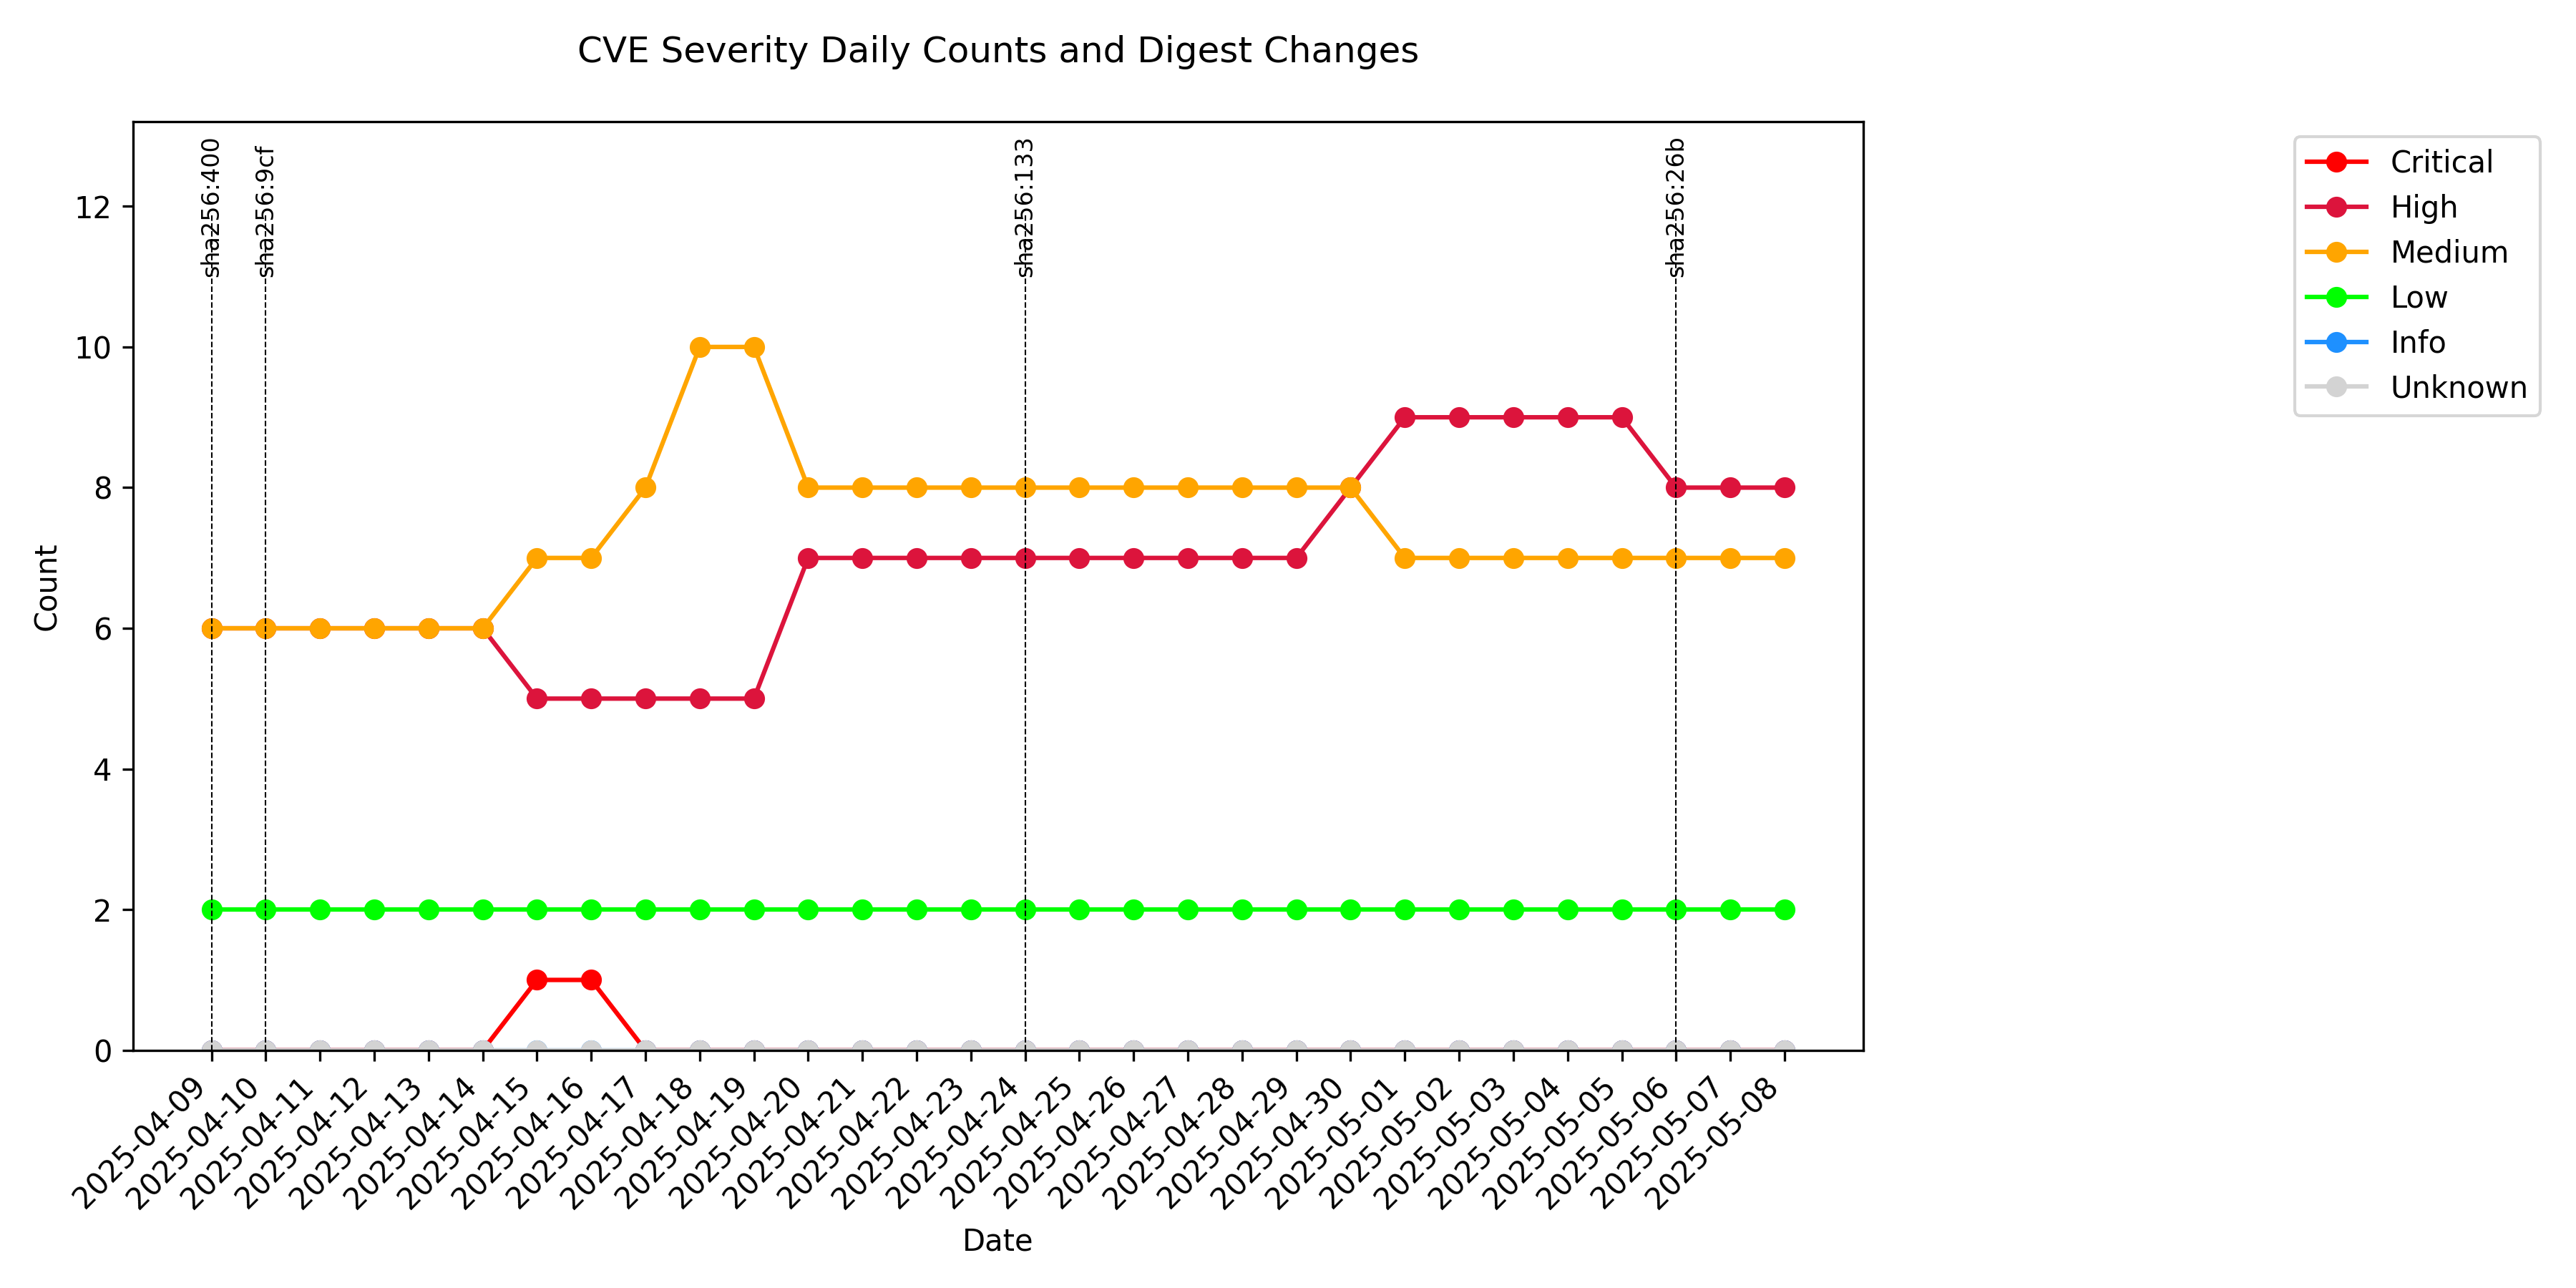 CVE Severity Daily Counts and Digest Changes
sha256:400
sha256:9cf
sha256:133
sha256:26b
Critical
High
Medium
Low
Info
Unknown
Count
12
10
8
6
4
2
0
2025-04-09
2025-04-10
2025-04-11
2025-04-12
2025-04-13
2025-04-14
2025-04-15
2025-04-16
2025-04-17
2025-04-18
2025-04-19
2025-04-20
2025-04-21
2025-04-22
2025-04-23
2025-04-24
2025-04-25
2025-04-26
2025-04-27
2025-04-28
2025-04-29
2025-04-30
2025-05-01
2025-05-02
2025-05-03
2025-05-04
2025-05-05
2025-05-06
2025-05-07
2025-05-08
Date